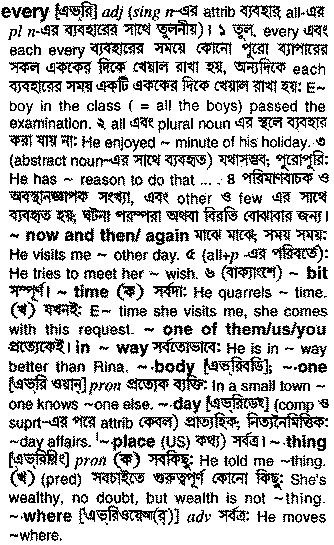 every [এভ্‌রি] adj (sing n-এর attrib ব্যবহার, all-এর
pl n-এর ব্যবহারের সাথে তুলনীয়)। ১ তুল. every এবং
each every ব্যবহারের সময়ে কোনো পুরো ব্যাপারের
সকল এককের দিকে খেয়াল রাখা হয়, অন্যদিকে each
ব্যবহারের সময় একটি এককের দিকে খেয়াল রাখা হয়: E~
boy in the class ( = all the boys) passed the
examination. ২ all এবং plural noun এর স্থলে ব্যবহার
করা যায় না: He enjoyed ~ minute of his holiday. ৩
(abstract noun-এর সাথে ব্যবহৃত) যথাসম্ভব; পুরোপুরি:
He has ~ reason to do that ... . ৪ পরিমাণবাচক ও
অবস্থানজ্ঞাপক সংখ্যা, এবং other ও few এর সাথে
ব্যবহৃত হয়; ঘটনা পরম্পরা অথবা বিরতি বোঝাবার জন্য।
~ now and then/ again মাঝে মাঝে, সময় সময়:
He visits me ~ other day. ৫ (all+p -এর পরিবর্তে):
He tries to meet her ~ wish. ৬ (বাক্যাংশে) ~ bit
সম্পূর্ণ। ~ time (ক) সর্বদা: He quarrels ~ time.
(খ) যখনই: E~ time she visits me, she comes
with this request. ~ one of them/us/you
প্রত্যেকেই। in ~ way সর্বতোভাবে: He is in ~ way
better than Rina. ~body [এভ্‌রিবডি]; ~one
[এভ্‌রি ওয়ান্‌] pron প্রত্যেক ব্যক্তি: In a small town ~
one knows ~one else. ~day [এভ্‌রিডেই] (comp ও
suprt-এর পরে attrib কেবল) প্রাত্যহিক, নিত্যনৈমিত্তিক:
~day affairs. ~place (US) কথ্য) সর্বত্র। ~thing
[এভ্‌রিথিং] pron (ক) সবকিছু: He told me ~thing.
(খ) (pred) সবচাইতে গুরুত্বপূর্ণ কোনো কিছু: She's
wealthy, no doubt, but wealth is not ~thing.
~where [এভ্‌রিওয়েআ(র্‌)] adv সর্বত্র: He moves
~where.